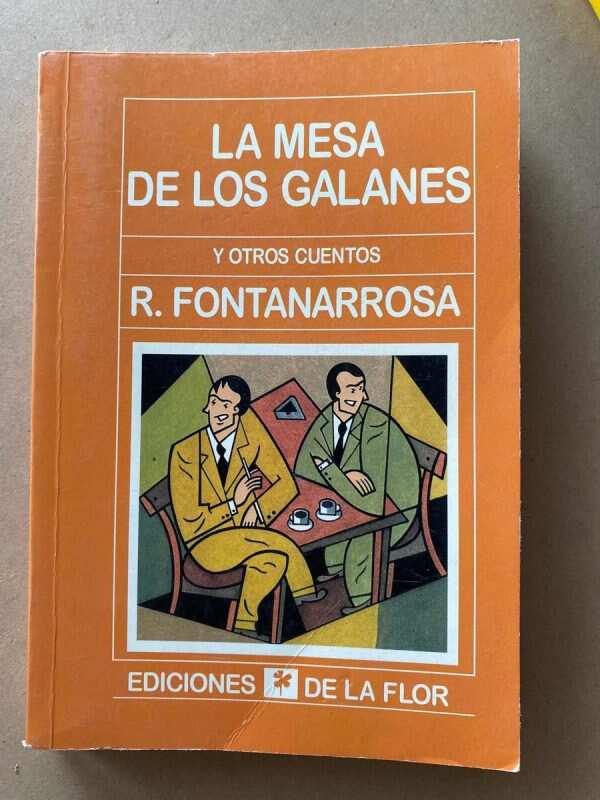 LA MESA
DE LOS GALANES
Y OTROS CUENTOS
R. FONTANARROSA
EDICIONES DE LA FLOR